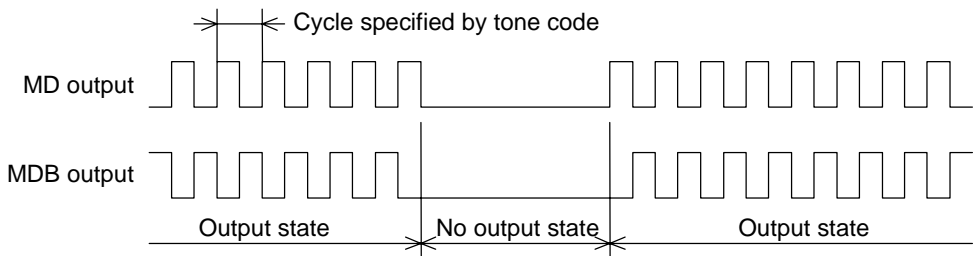 Cycle specified by tone code
MD output
MDB output
Output state
No output state
Output state